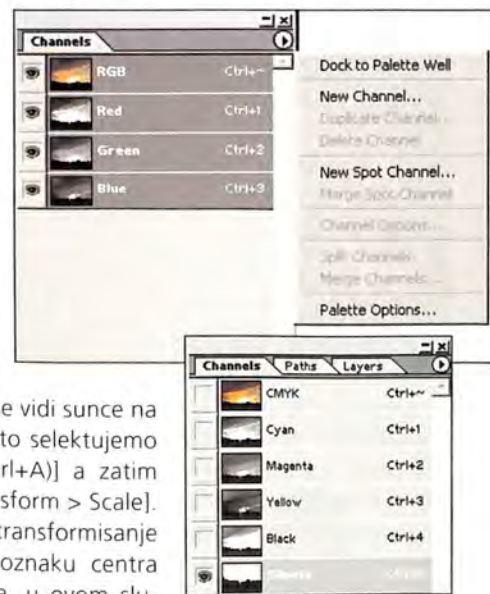 Channels
RGB Ctrl+~
Red Ctrl+1
Green Ctrl+2
Blue Ctrl+3
Dock to Palette Well
New Channel...
Duplicate Channel...
Delete Channel
New Spot Channel...
Merge Spot Channel
Channel Options...
Split Channels
Merge Channels...
Palette Options...
Channels Paths Layers
CMYK Ctrl+~
Cyan Ctrl+1
Magenta Ctrl+2
Yellow Ctrl+3
Black Ctrl+4
e vidi sunce na
to selektujemo
rl+A)] a zatim
sform > Scale].
transformisanje
oznaku centra
u ovom slu-